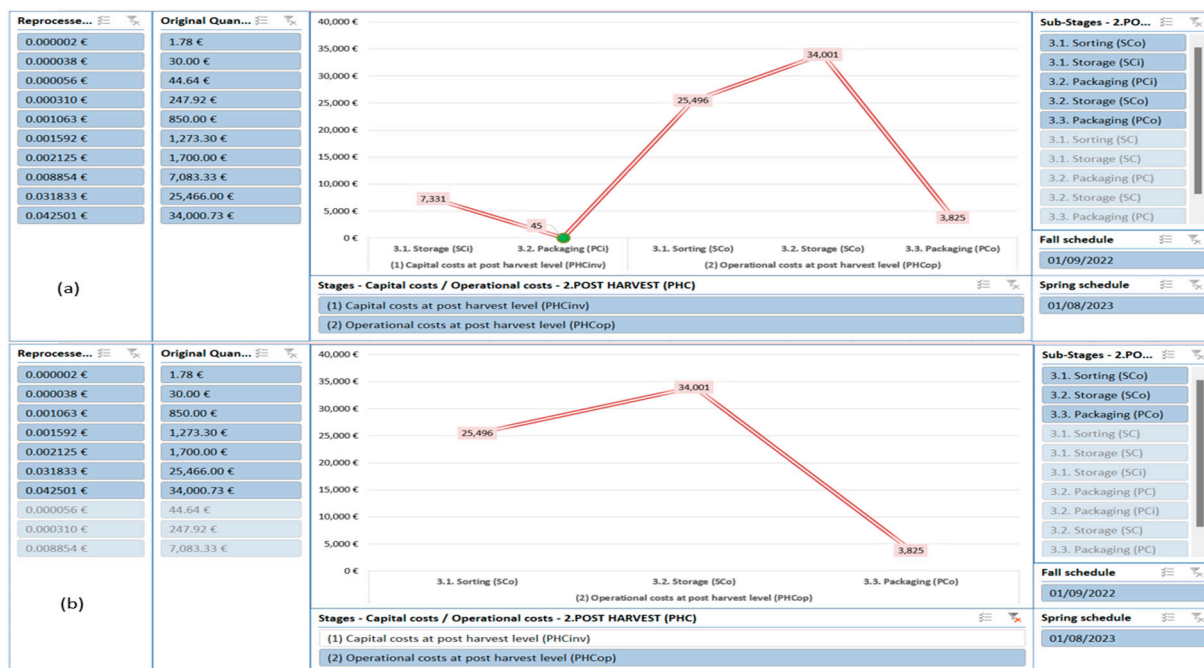 Reprocesse...
0.000002 €
0.000038 €
0.000056 €
0.000310 €
0.001063 €
0.001592 €
0.002125 €
0.008854 €
0.031833 €
0.042501 €
(a)
Original Quan...
1.78 €
30.00 €
44.64 €
247.92 €
850.00 €
1,273.30 €
1,700.00 €
7,083.33 €
25,466.00 €
34,000.73 €
40,000 €
35,000 €
30,000 €
25,000 €
20,000 €
15,000 €
10,000 €
5,000 €
0 €
7,331
45
25,496
34,001
3,825
3.1. Storage (SCi)
3.2. Packaging (PCi)
3.1. Sorting (SCo)
3.2. Storage (SCo)
3.3. Packaging (PCo)
(1) Capital costs at post harvest level (PHCinv)
(2) Operational costs at post harvest level (PHCop)
Stages - Capital costs / Operational costs - 2.POST HARVEST (PHC)
(1) Capital costs at post harvest level (PHCinv)
(2) Operational costs at post harvest level (PHCop)
Sub-Stages - 2.PO...
3.1. Sorting (SCo)
3.1. Storage (SCi)
3.2. Packaging (PCi)
3.2. Storage (SCo)
3.3. Packaging (PCo)
3.1. Sorting (SC)
3.1. Storage (SC)
3.2. Packaging (PC)
3.2. Storage (SC)
3.3. Packaging (PC)
Fall schedule
01/09/2022
Spring schedule
01/08/2023
Reprocesse...
0.000002 €
0.000038 €
0.001063 €
0.001592 €
0.002125 €
0.031833 €
0.042501 €
0.000056 €
0.000310 €
0.008854 €
(b)
Original Quan...
1.78 €
30.00 €
850.00 €
1,273.30 €
1,700.00 €
25,466.00 €
34,000.73 €
44.64 €
247.92 €
7,083.33 €
40,000 €
35,000 €
30,000 €
25,000 €
20,000 €
15,000 €
10,000 €
5,000 €
0 €
25,496
34,001
3,825
3.1. Sorting (SCo)
3.2. Storage (SCo)
3.3. Packaging (PCo)
(2) Operational costs at post harvest level (PHCop)
Stages - Capital costs / Operational costs - 2.POST HARVEST (PHC)
(1) Capital costs at post harvest level (PHCinv)
(2) Operational costs at post harvest level (PHCop)
Sub-Stages - 2.PO...
3.1. Sorting (SCo)
3.2. Storage (SCo)
3.3. Packaging (PCo)
3.1. Sorting (SC)
3.1. Storage (SC)
3.1. Storage (SCi)
3.2. Packaging (PC)
3.2. Packaging (PCi)
3.2. Storage (SC)
3.3. Packaging (PC)
Fall schedule
01/09/2022
Spring schedule
01/08/2023